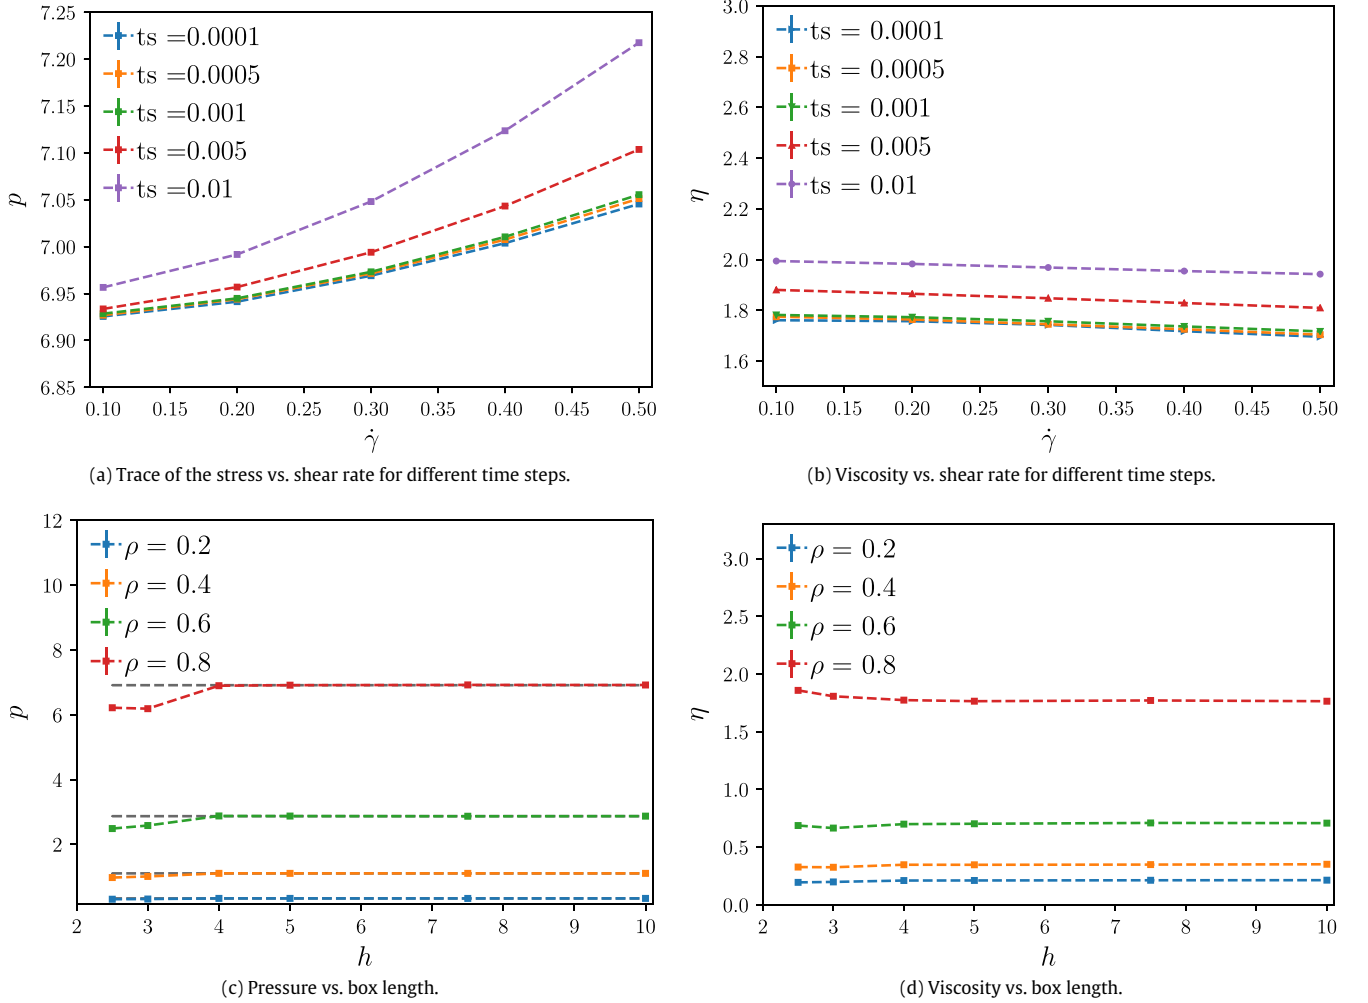 7.25
7.20
7.15
7.10
7.05
7.00
6.95
6.90
6.85
p
ts =0.0001
ts =0.0005
ts =0.001
ts =0.005
ts =0.01
0.10 0.15 0.20 0.25 0.30 0.35 0.40 0.45 0.50
γ̇
(a) Trace of the stress vs. shear rate for different time steps.
3.0
2.8
2.6
2.4
2.2
2.0
1.8
1.6
η
ts = 0.0001
ts = 0.0005
ts = 0.001
ts = 0.005
ts = 0.01
0.10 0.15 0.20 0.25 0.30 0.35 0.40 0.45 0.50
γ̇
(b) Viscosity vs. shear rate for different time steps.
12
10
8
6
4
2
p
ρ = 0.2
ρ = 0.4
ρ = 0.6
ρ = 0.8
2 3 4 5 6 7 8 9 10
h
(c) Pressure vs. box length.
3.0
2.5
2.0
1.5
1.0
0.5
0.0
η
ρ = 0.2
ρ = 0.4
ρ = 0.6
ρ = 0.8
2 3 4 5 6 7 8 9 10
h
(d) Viscosity vs. box length.